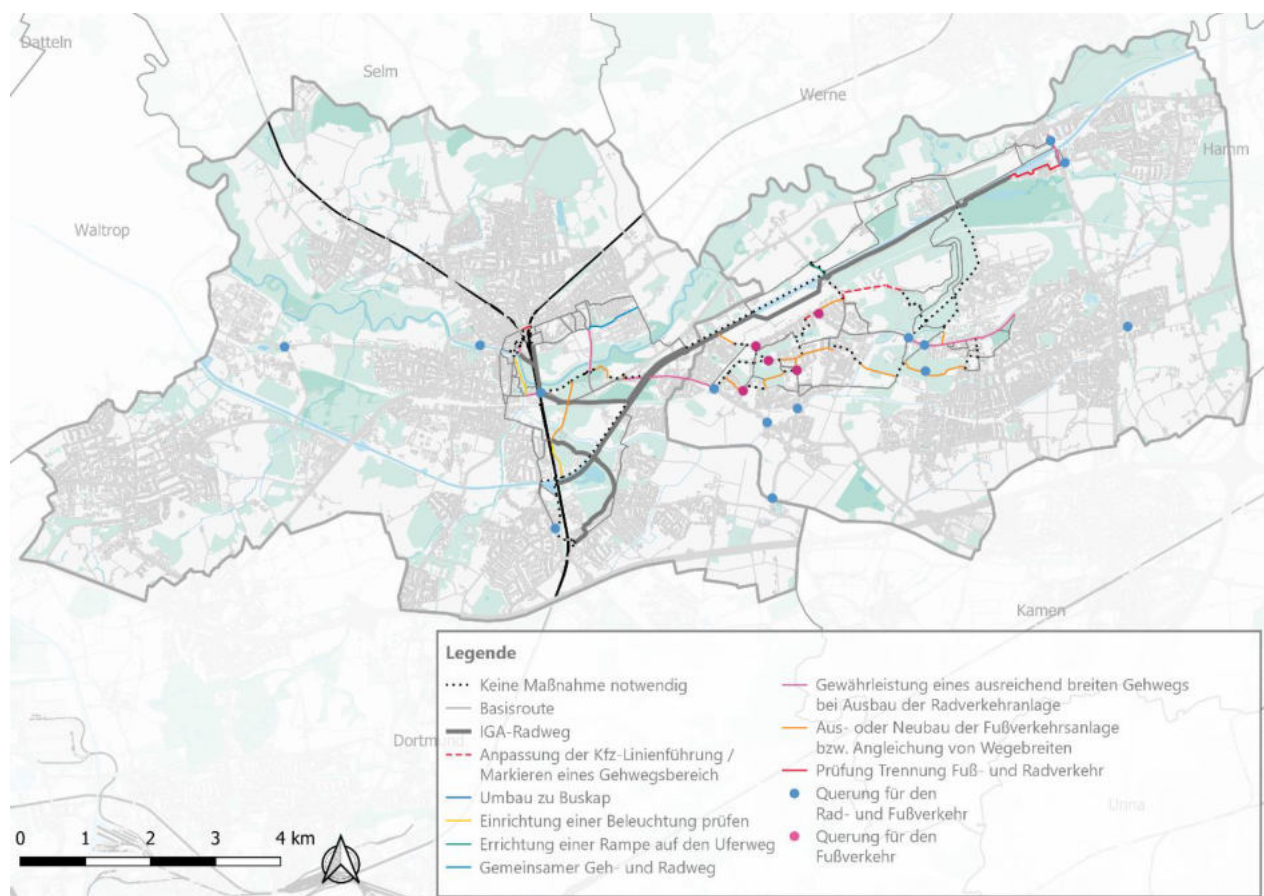 Datteln
Selm
Werne
Hamm
Waltrop
Kamen
Dortmund
Unna
0 1 2 3 4 km
Legende
Keine Maßnahme notwendig
Basisroute
IGA-Radweg
Anpassung der Kfz-Linienführung /
Markieren eines Gehwegsbereich
Umbau zu Buskap
Einrichtung einer Beleuchtung prüfen
Errichtung einer Rampe auf den Uferweg
Gemeinsamer Geh- und Radweg
Gewährleistung eines ausreichend breiten Gehwegs
bei Ausbau der Radverkehranlage
Aus- oder Neubau der Fußverkehrsanlage
bzw. Angleichung von Wegebreiten
Prüfung Trennung Fuß- und Radverkehr
Querung für den
Rad- und Fußverkehr
Querung für den
Fußverkehr